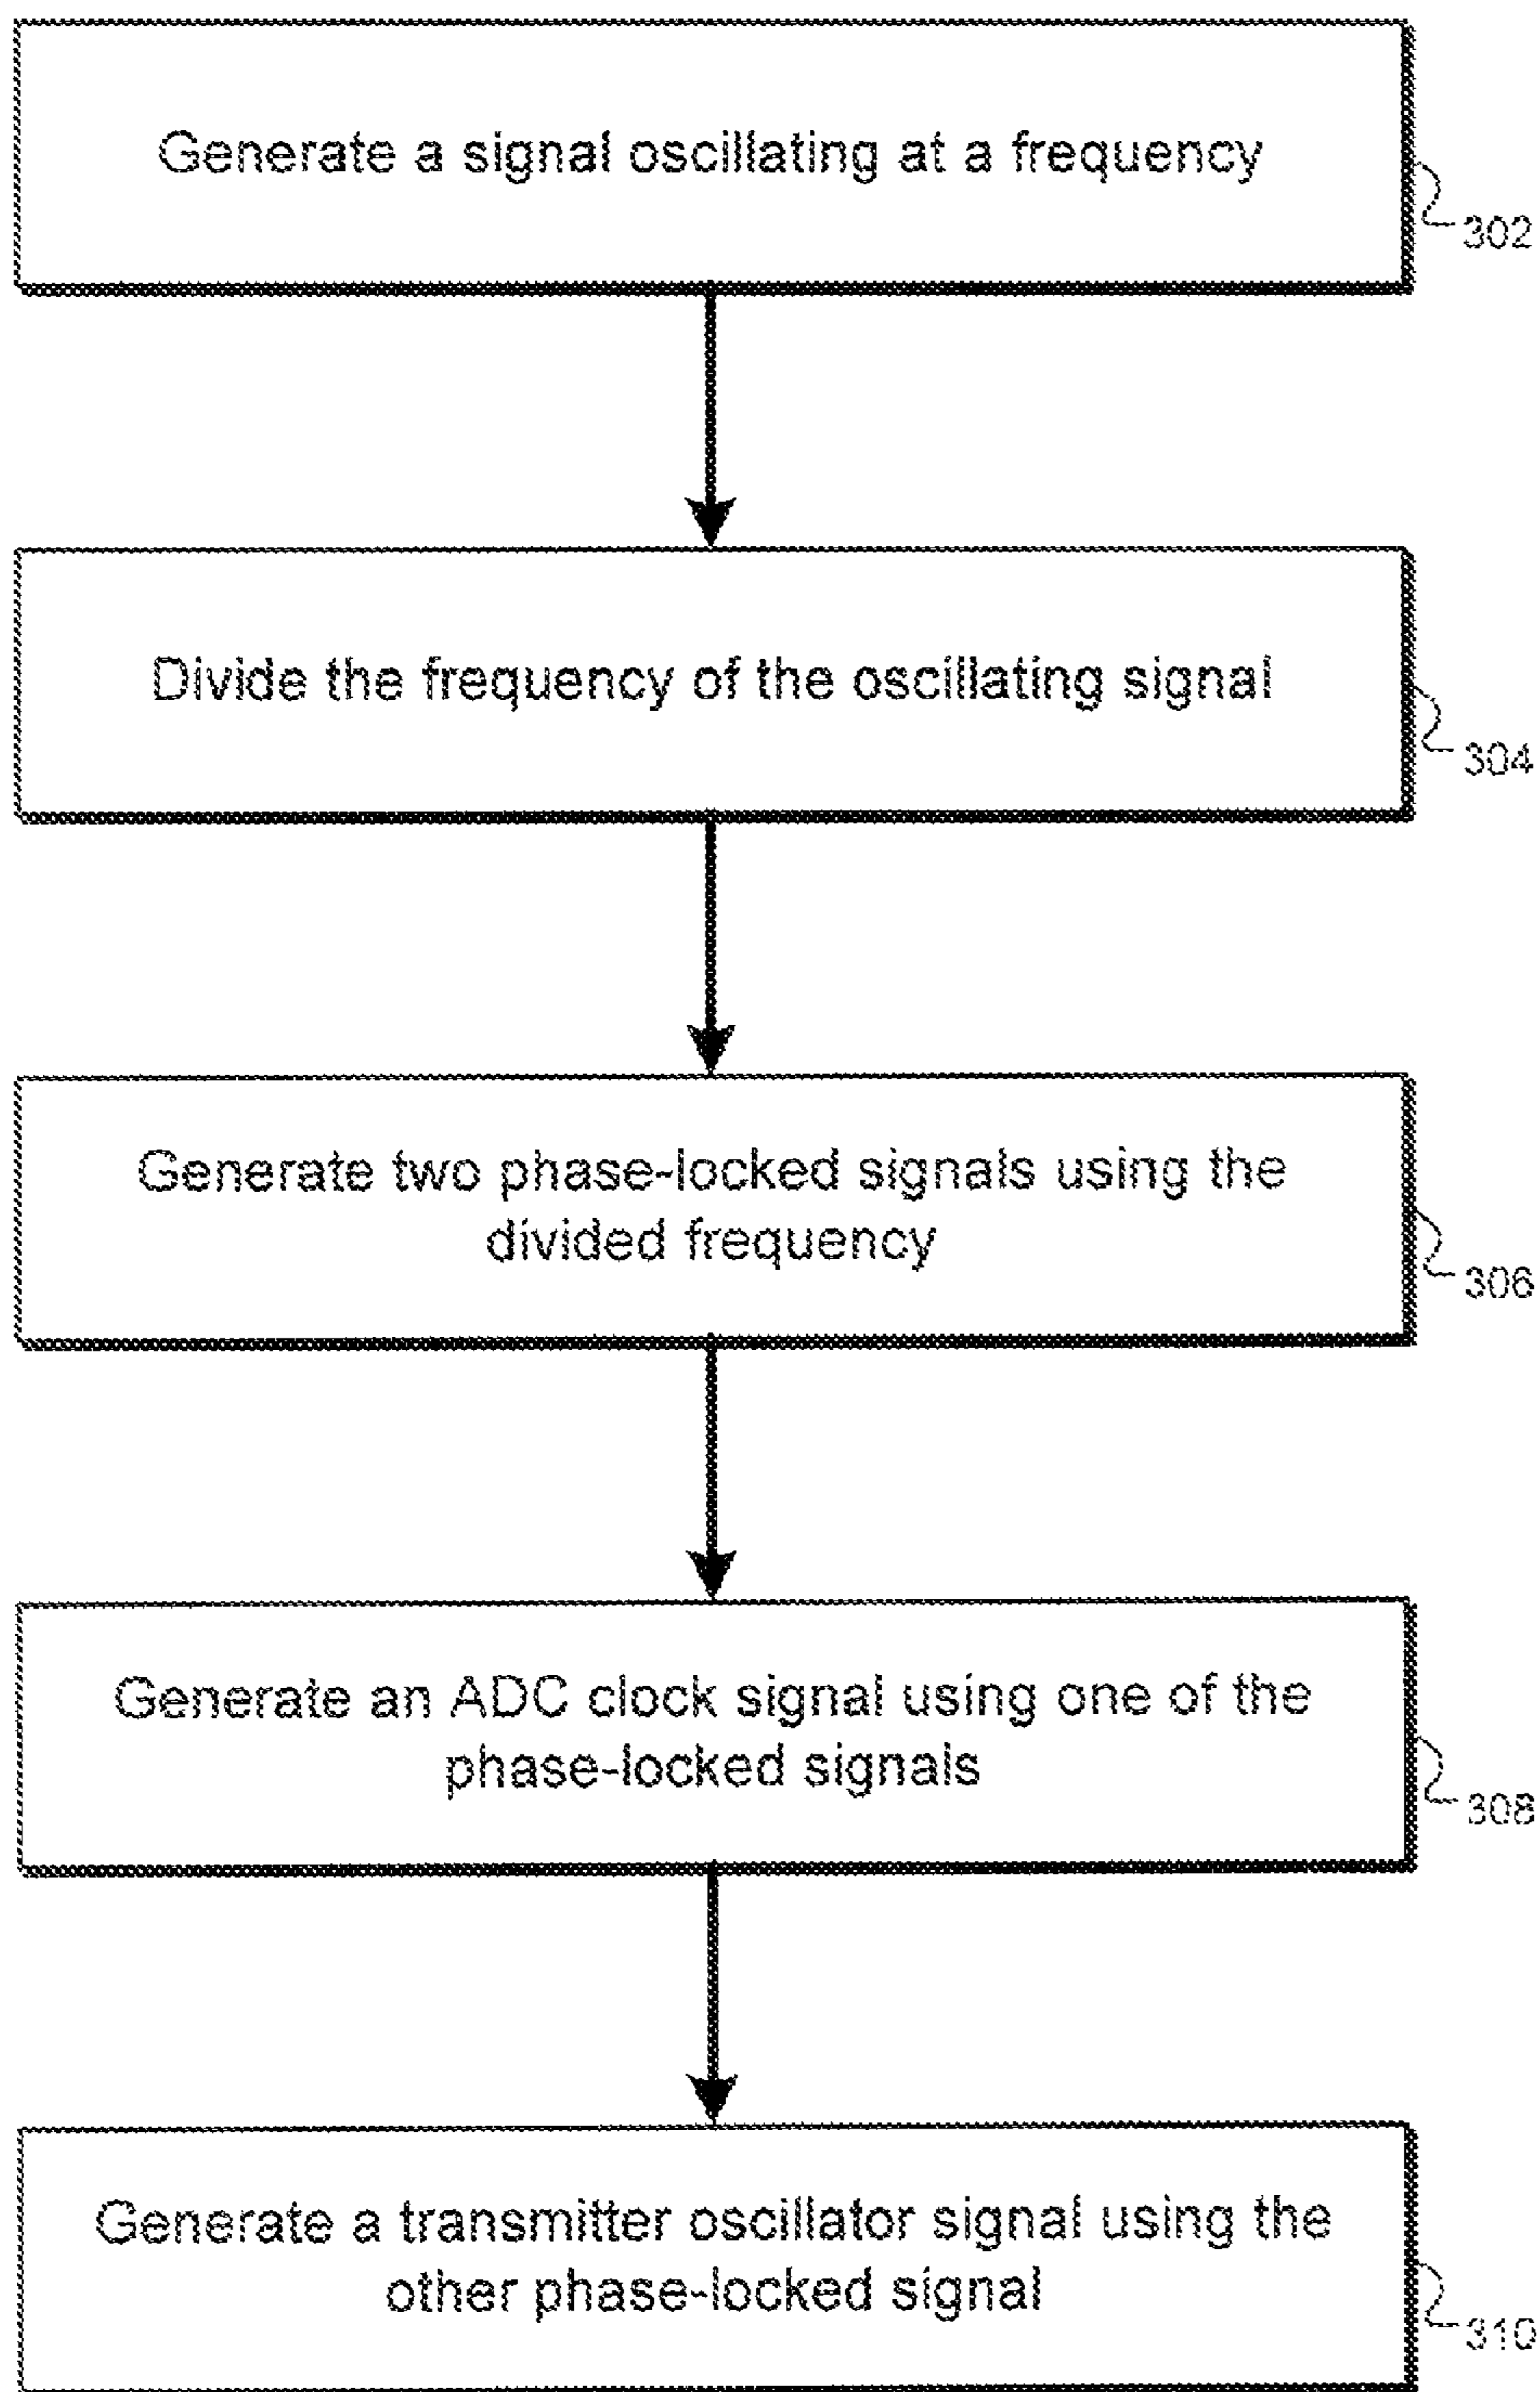 Generate a signal oscillating at a frequency
302
Divide the frequency of the oscillating signal
304
Generate two phase-locked signals using the
divided frequency
306
Generate an ADC clock signal using one of the
phase-locked signals
308
Generate a transmitter oscillator signal using the
other phase-locked signal
310